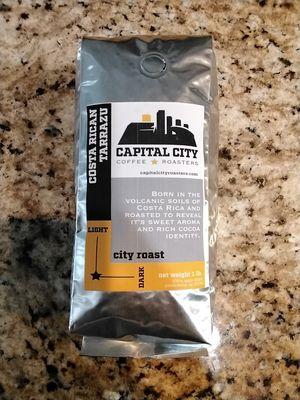 COSTA RICAN
TARRAZU
CAPITAL CITY
COFFEE ★ ROASTERS
capitalcityroasters.com
BORN IN THE
VOLCANIC SOILS OF
COSTA RICA AND
ROASTED TO REVEAL
IT'S SWEET AROMA
AND RICH COCOA
IDENTITY.
LIGHT
city roast
DARK
net weight 1 lb